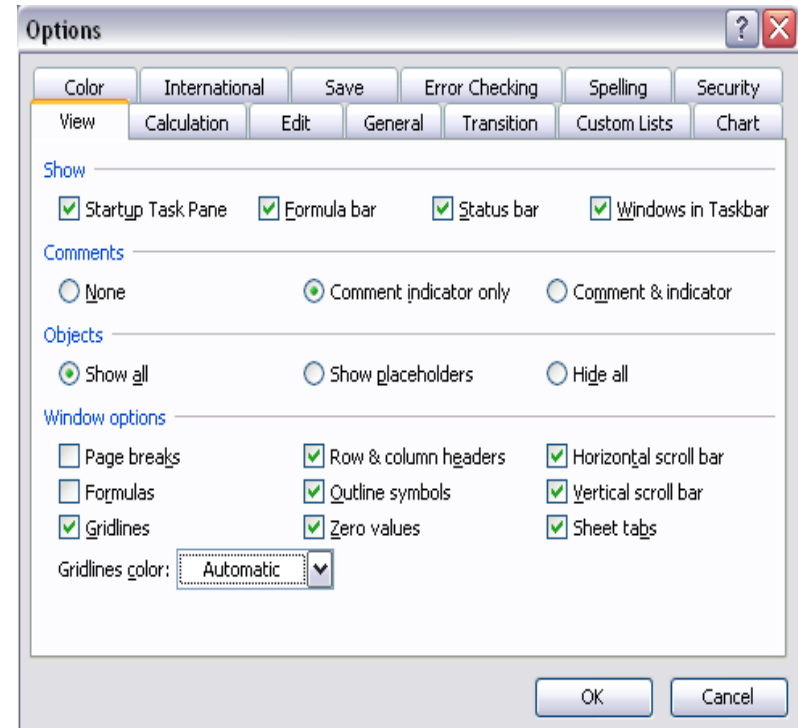 Options
?
Color International Save Error Checking Spelling Security
View Calculation Edit General Transition Custom Lists Chart
Show
Startup Task Pane Formula bar Status bar Windows in Taskbar
Comments
None Comment indicator only Comment & indicator
Objects
Show all Show placeholders Hide all
Window options
Page breaks Row & column headers Horizontal scroll bar
Formulas Outline symbols Vertical scroll bar
Gridlines Zero values Sheet tabs
Gridlines color: Automatic
OK Cancel